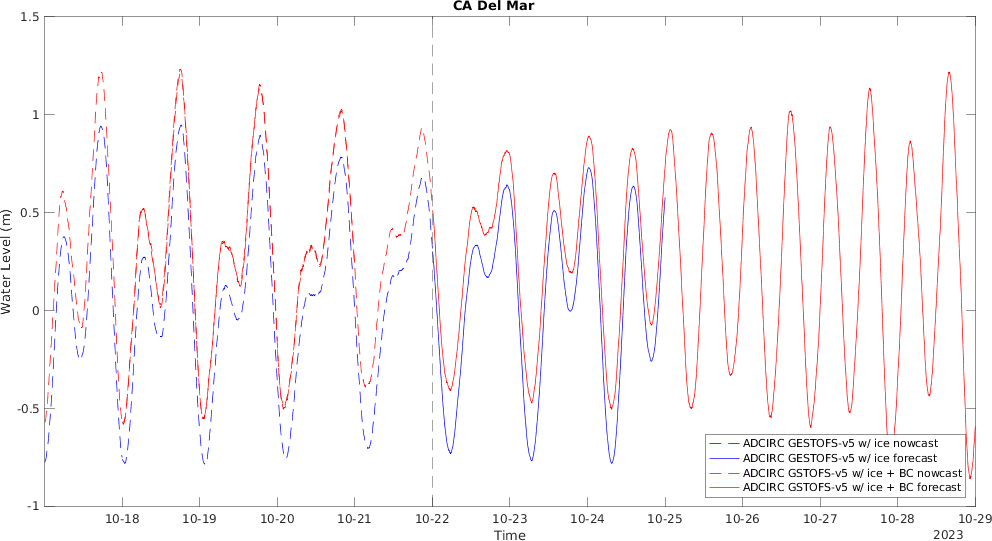 CA Del Mar
1.5
1
0.5
0
-0.5
-1
Water Level (m)
10-18 10-19 10-20 10-21 10-22 10-23 10-24 10-25 10-26 10-27 10-28 10-29
Time
2023
ADCIRC GESTOFS-v5 w/ ice nowcast
ADCIRC GESTOFS-v5 w/ ice forecast
ADCIRC GSTOFS-v5 w/ ice + BC nowcast
ADCIRC GSTOFS-v5 w/ ice + BC forecast